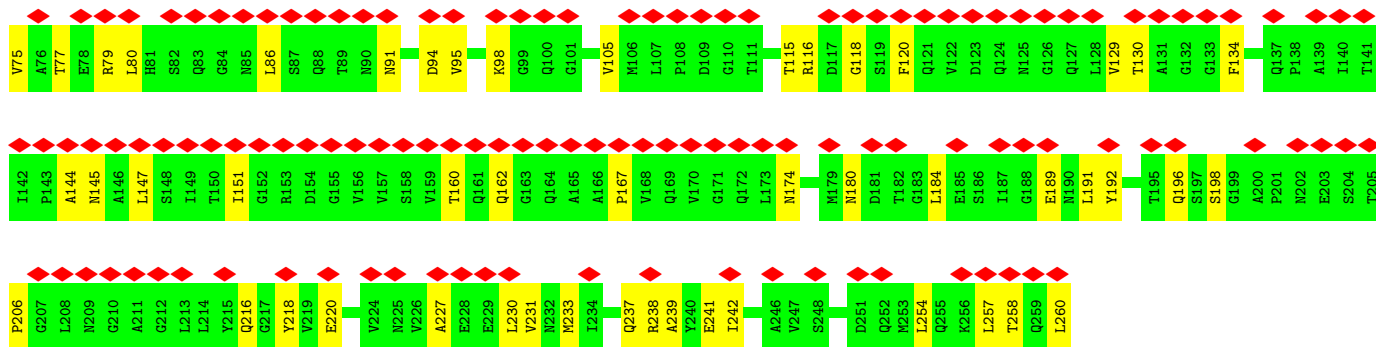 V75 A76 T77 E78 R79 L80 H81 S82 Q83 G84 N85 L86 S87 Q88 T89 N90 N91 D94 V95 K98 G99 Q100 G101 V105 M106 L107 P108 D109 G110 T111 T115 R116 D117 G118 S119 F120 Q121 V122 D123 Q124 N125 G126 Q127 L128 V129 T130 A131 G132 G133 F134 Q137 P138 A139 I140 T141
I142 P143 A144 N145 A146 L147 S148 I149 T150 I151 G152 R153 D154 G155 V156 V157 S158 V159 T160 Q161 Q162 G163 Q164 A165 A166 P167 V168 Q169 V170 G171 Q172 L173 N174 M179 N180 D181 T182 G183 L184 E185 S186 I187 G188 E189 N190 L191 Y192 T195 Q196 S197 S198 G199 A200 P201 N202 E203 S204 T205
P206 G207 L208 N209 G210 A211 G212 L213 L214 Y215 Q216 G217 Y218 V219 E220 V224 N225 V226 A227 E228 E229 L230 V231 N232 M233 I234 Q237 R238 A239 Y240 E241 I242 A246 V247 S248 D251 Q252 M253 L254 Q255 K256 L257 T258 Q259 L260